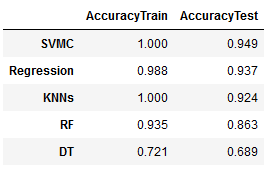 AccuracyTrain AccuracyTest
SVMC 1.000 0.949
Regression 0.988 0.937
KNNs 1.000 0.924
RF 0.935 0.863
DT 0.721 0.689